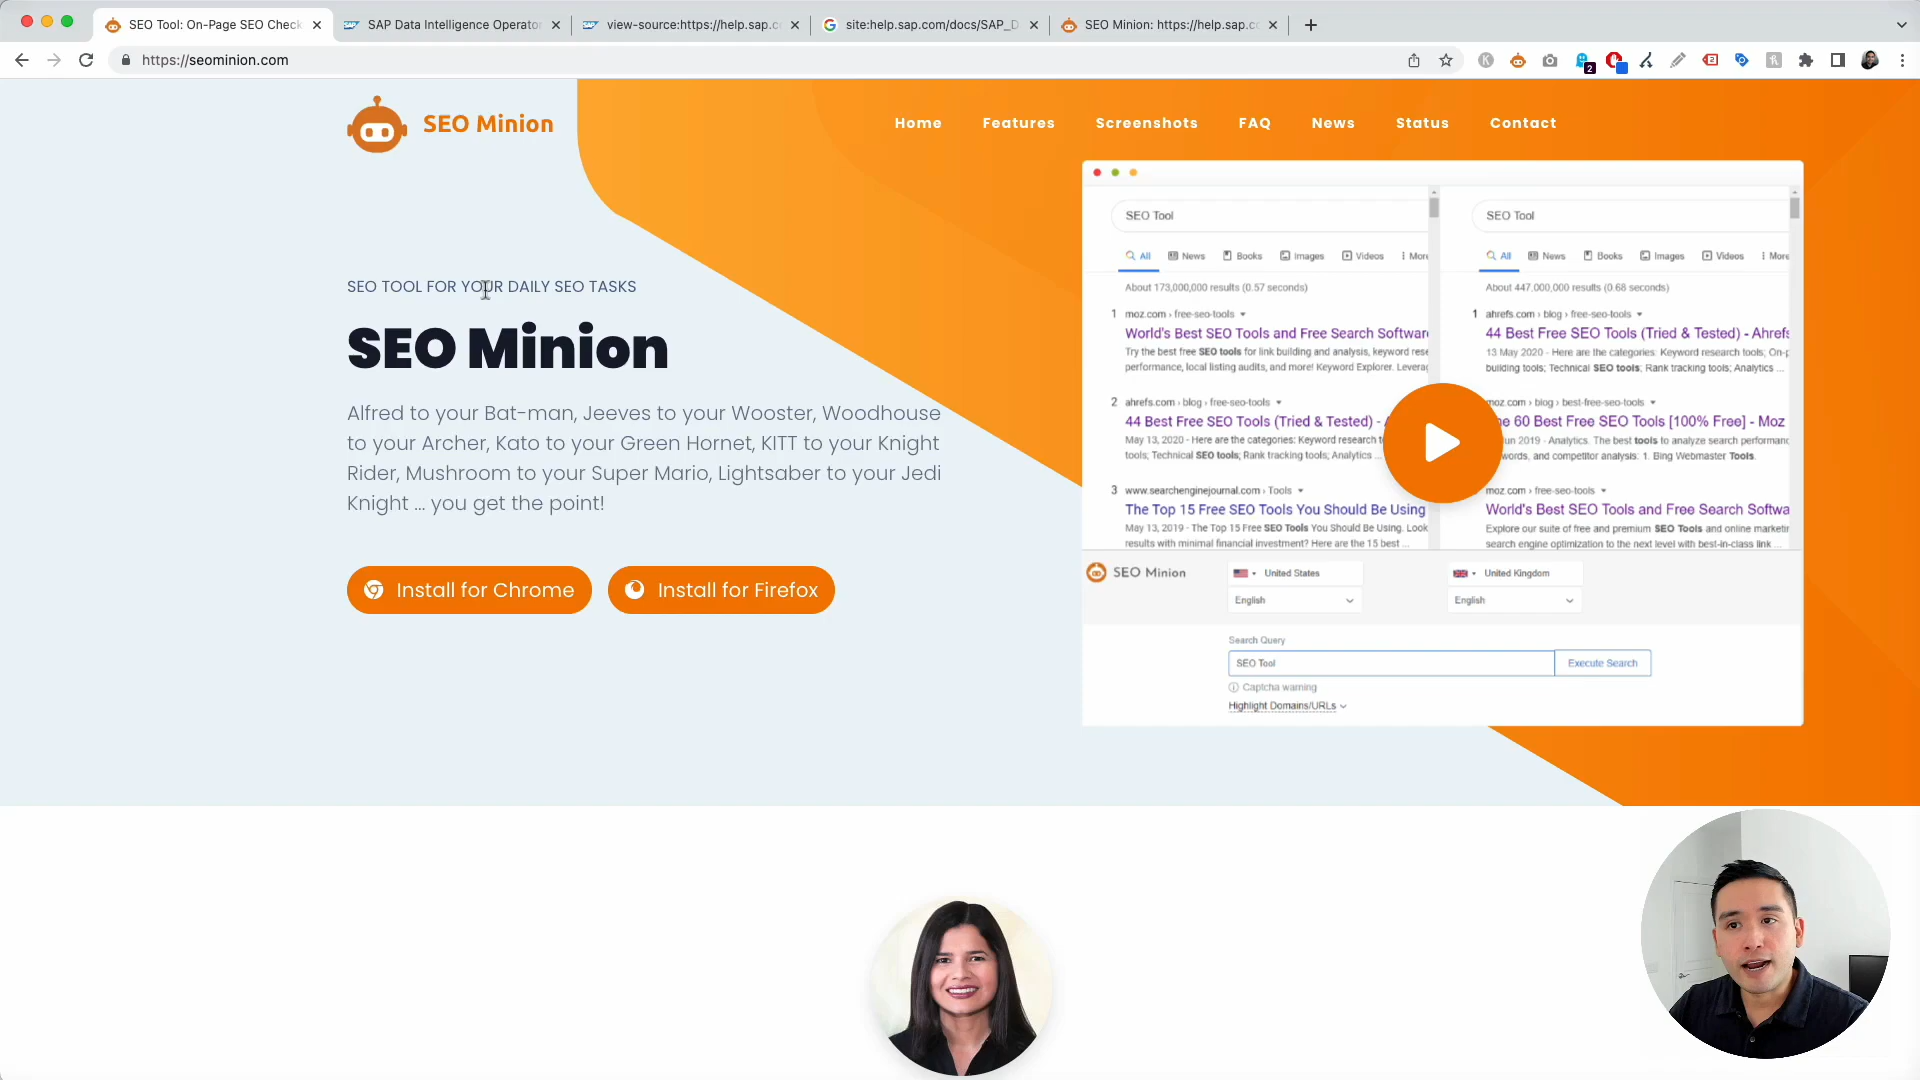 SEO Tool: On-Page SEO Check
SAP Data Intelligence Operator
view-source:https://help.sap.c
site:help.sap.com/docs/SAP_D
SEO Minion: https://help.sap.c
https://seominion.com
2
SEO Minion
Home
Features
Screenshots
FAQ
News
Status
Contact
SEO TOOL FOR YOUR DAILY SEO TASKS
SEO Minion
Alfred to your Bat-man, Jeeves to your Wooster, Woodhouse
to your Archer, Kato to your Green Hornet, KITT to your Knight
Rider, Mushroom to your Super Mario, Lightsaber to your Jedi
Knight ... you get the point!
Install for Chrome
Install for Firefox
SEO Tool
All News Books Images Videos More
About 173,000,000 results (0.57 seconds)
1 moz.com › free-seo-tools
World's Best SEO Tools and Free Search Software
Try the best free SEO tools for link building and analysis, keyword rese
performance, local listing audits, and more! Keyword Explorer. Leverag
2 ahrefs.com › blog › free-seo-tools
44 Best Free SEO Tools (Tried & Tested) -
May 13, 2020 - Here are the categories: Keyword research
tools; Technical SEO tools; Rank tracking tools; Analytics ...
3 www.searchenginejournal.com › Tools
The Top 15 Free SEO Tools You Should Be Using
May 13, 2019 - The Top 15 Free SEO Tools You Should Be Using. Look
results with minimal financial investment? Here are the 15 best ...
SEO Tool
All News Books Images Videos More
About 447,000,000 results (0.68 seconds)
1 ahrefs.com › blog › free-seo-tools
44 Best Free SEO Tools (Tried & Tested) - Ahrefs
13 May 2020 - Here are the categories: Keyword research tools; On-p
building tools; Technical SEO tools; Rank tracking tools; Analytics ...
moz.com › blog › best-free-seo-tools
60 Best Free SEO Tools [100% Free] - Moz
2019 - Analytics. The best tools to analyze search performanc
and competitor analysis: 1. Bing Webmaster Tools.
moz.com › free-seo-tools
World's Best SEO Tools and Free Search Softwa
Explore our suite of free and premium SEO Tools and online marketin
search engine optimization to the next level with best-in-class link ...
SEO Minion
United States
English
United Kingdom
English
Search Query
SEO Tool
Execute Search
Captcha warning
Highlight Domains/URLs